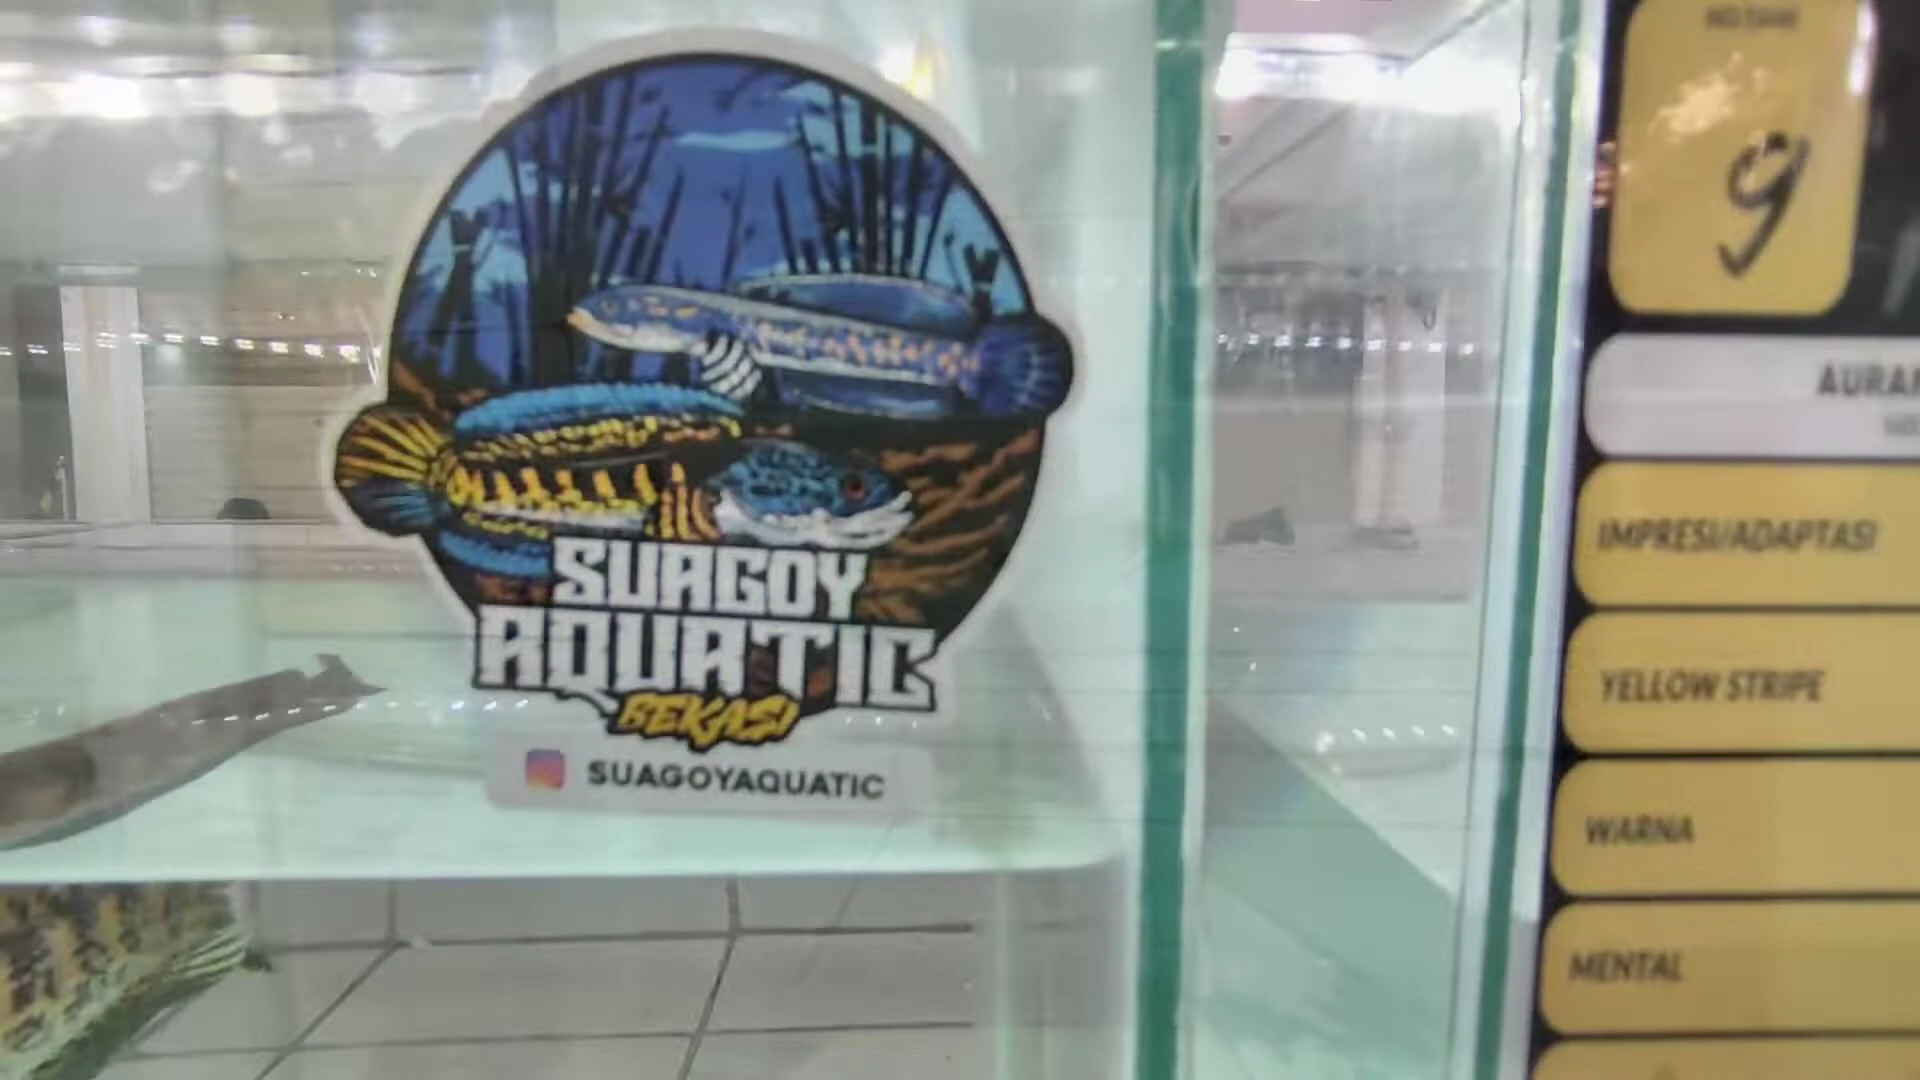 SUAGOY
AQUATIC
BEKASI
SUAGOYAQUATIC
9
IMPRESI/ADAPTASI
YELLOW STRIPE
WARNA
MENTAL